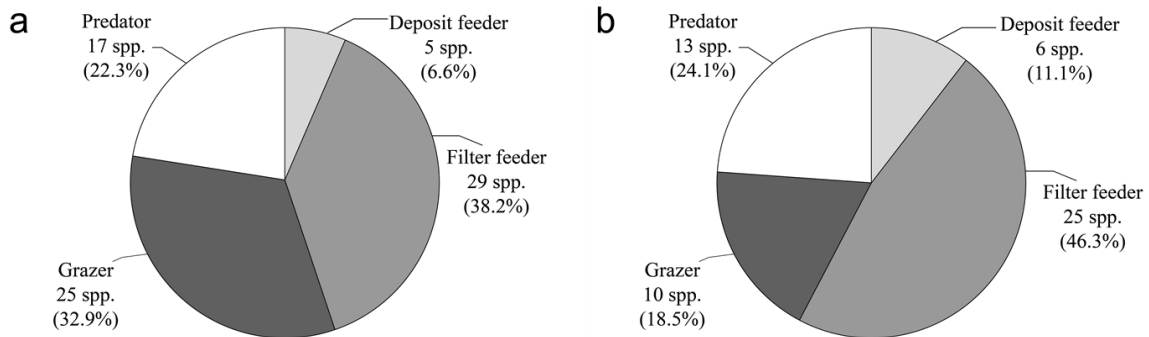 a
Predator
17 spp.
(22.3%)
Deposit feeder
5 spp.
(6.6%)
Filter feeder
29 spp.
(38.2%)
Grazer
25 spp.
(32.9%)
b
Predator
13 spp.
(24.1%)
Deposit feeder
6 spp.
(11.1%)
Filter feeder
25 spp.
(46.3%)
Grazer
10 spp.
(18.5%)